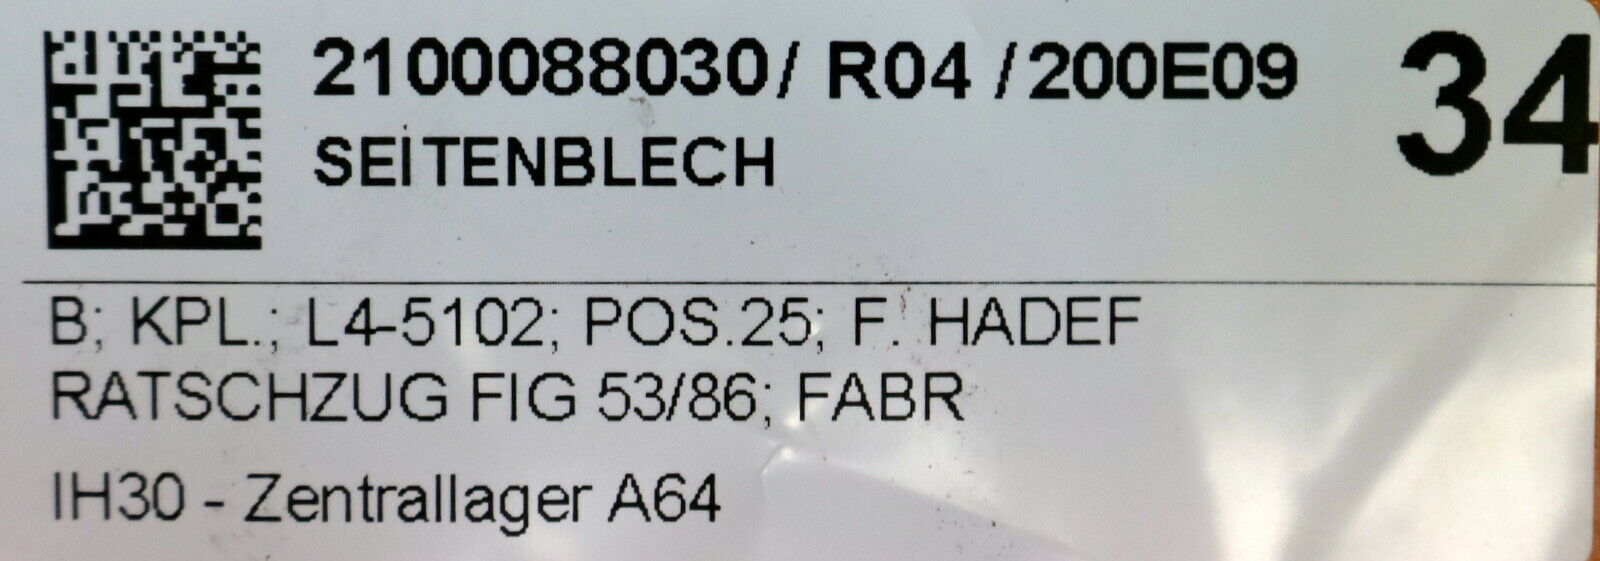 2100088030/ R04 /200E09
34
SEITENBLECH
B; KPL.; L4-5102; POS.25; F. HADEF
RATSCHZUG FIG 53/86; FABR
IH30 - Zentrallager A64